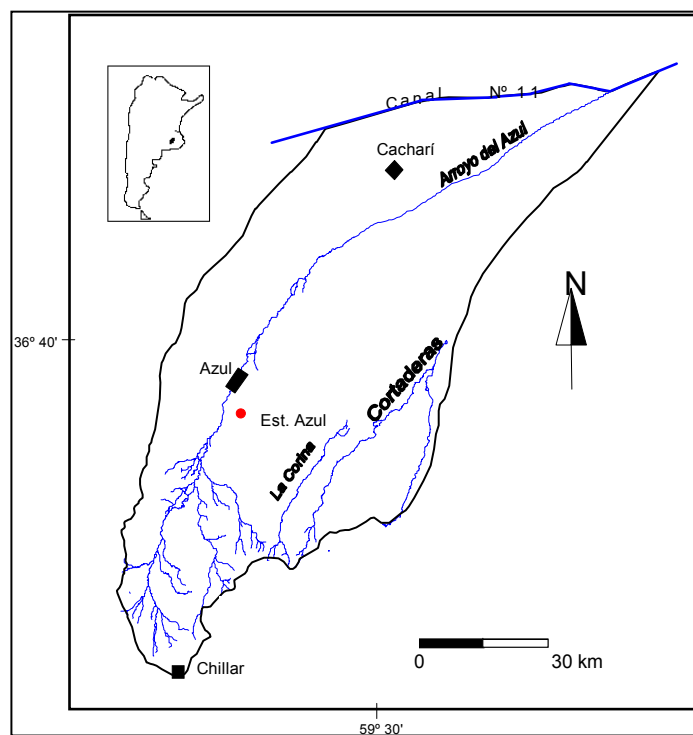 Canal Nº 11
Cacharí
Arroyo del Azul
N
36º 40'
Azul
Cortaderas
Est. Azul
La Corina
Chillar
0 30 km
59º 30'